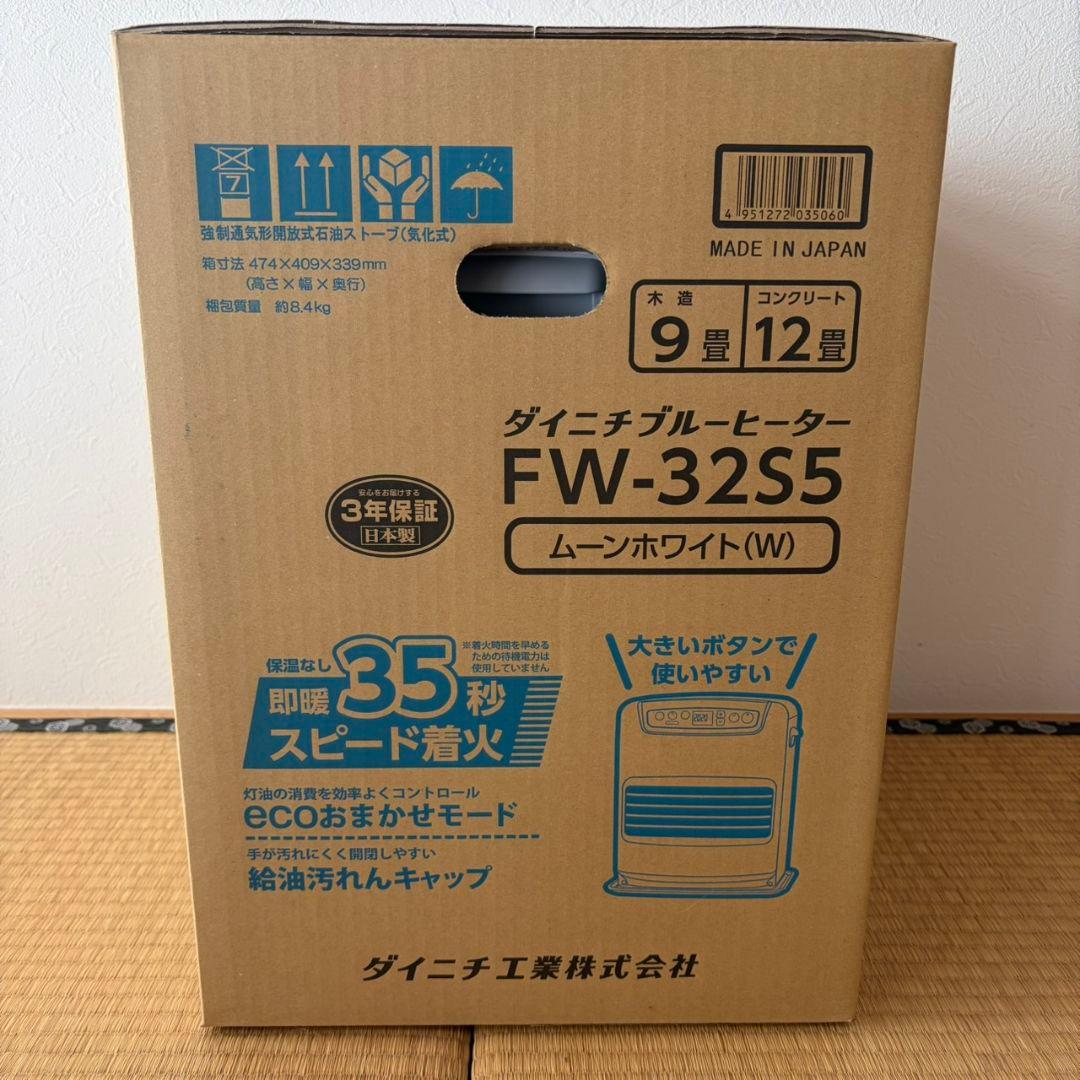 7
強制通気形開放式石油ストーブ(気化式)
箱寸法 474×409×339mm
(高さ×幅×奥行)
梱包質量 約8.4kg
4 951272 035060
MADE IN JAPAN
木造
9畳
コンクリート
12畳
ダイニチブルーヒーター
FW-32S5
ムーンホワイト(W)
安心をお届けする
3年保証
日本製
保温なし
即暖35秒
スピード着火
※着火時間を早める
ための待機電力は
使用していません
大きいボタンで
使いやすい
灯油の消費を効率よくコントロール
ecoおまかせモード
手が汚れにくく開閉しやすい
給油汚れんキャップ
ダイニチ工業株式会社